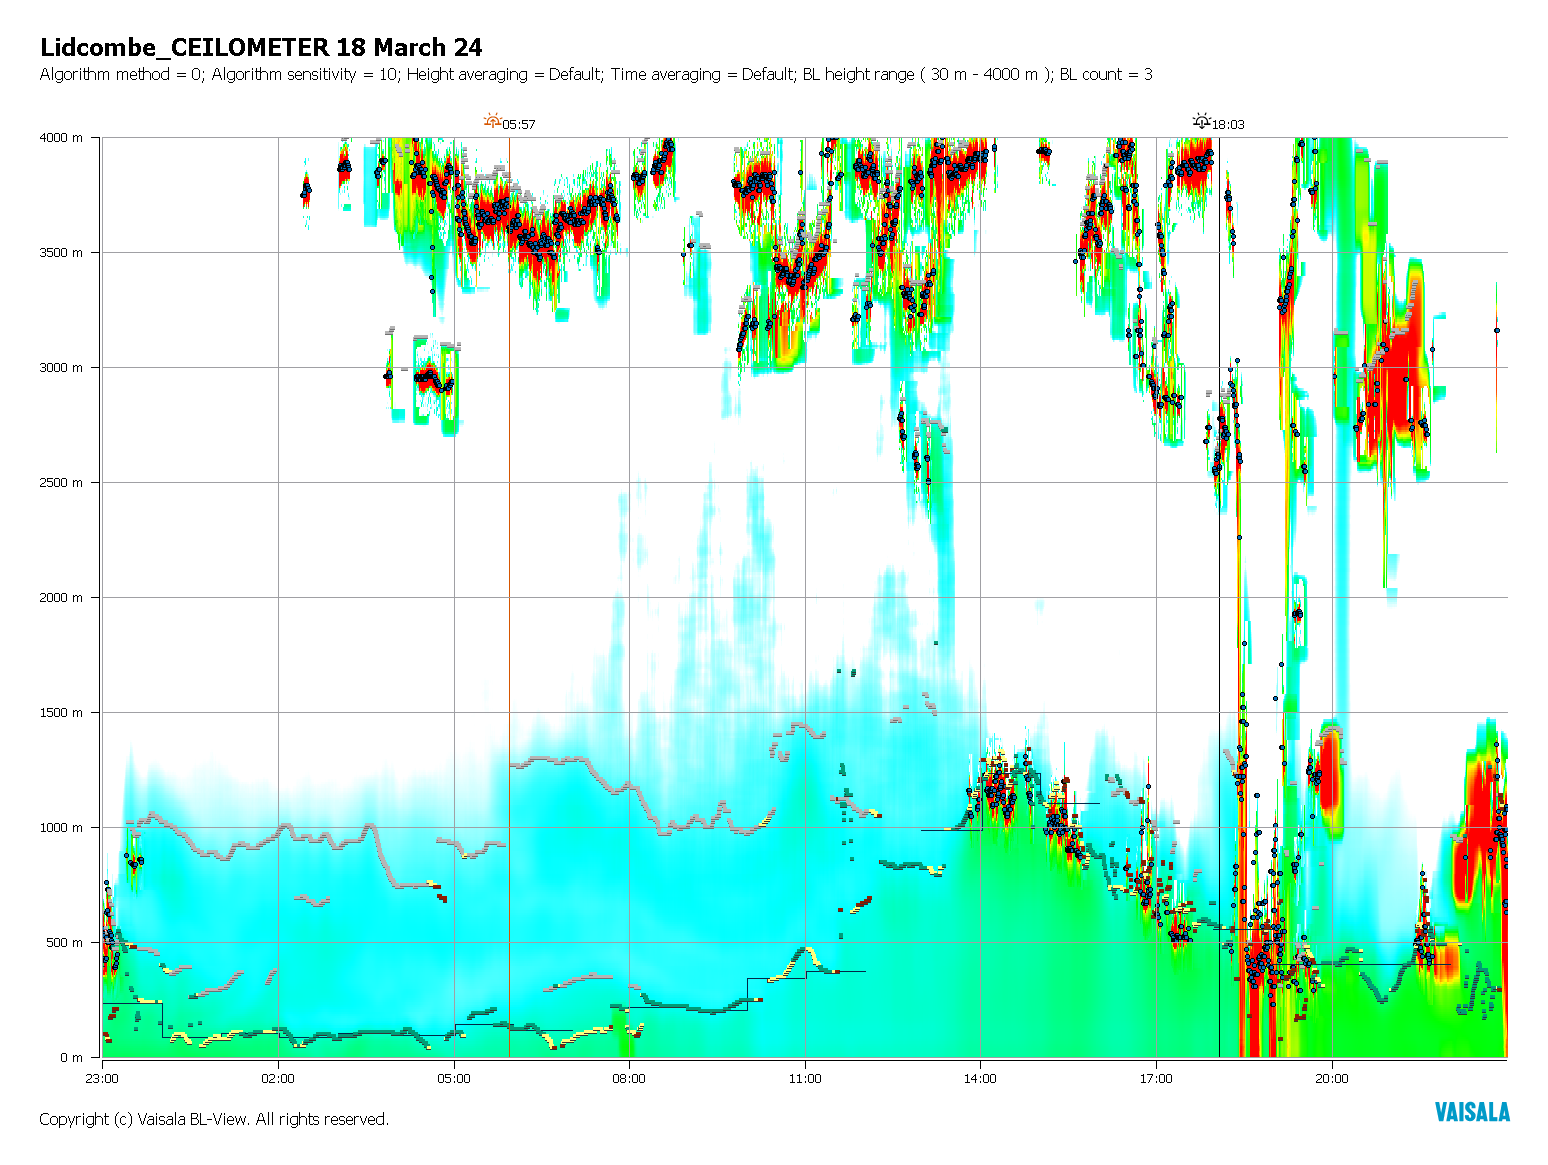 Lidcombe_CEILOMETER 18 March 24
Algorithm method = 0; Algorithm sensitivity = 10; Height averaging = Default; Time averaging = Default; BL height range ( 30 m - 4000 m ); BL count = 3
05:57
18:03
4000 m
3500 m
3000 m
2500 m
2000 m
1500 m
1000 m
500 m
0 m
23:00
02:00
05:00
08:00
11:00
14:00
17:00
20:00
Copyright (c) Vaisala BL-View. All rights reserved.
VAISALA